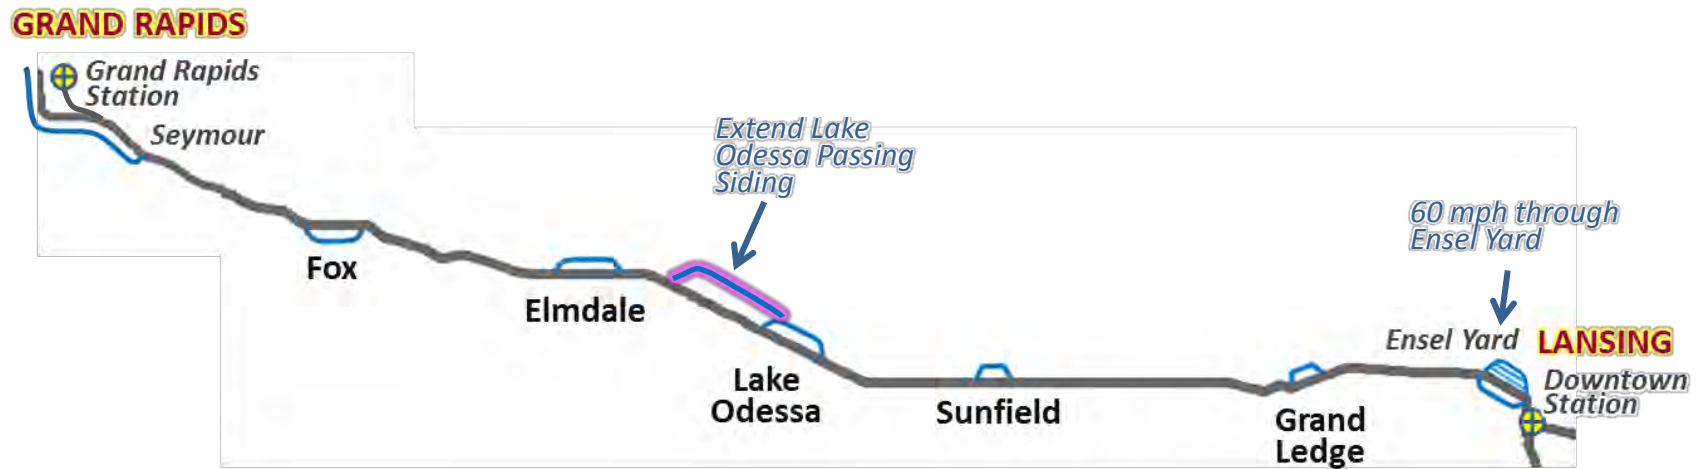 GRAND RAPIDS
Grand Rapids
Station
Seymour
Fox
Elmdale
Extend Lake
Odessa Passing
Siding
Lake
Odessa
Sunfield
Grand
Ledge
60 mph through
Ensel Yard
Ensel Yard
LANSING
Downtown
Station